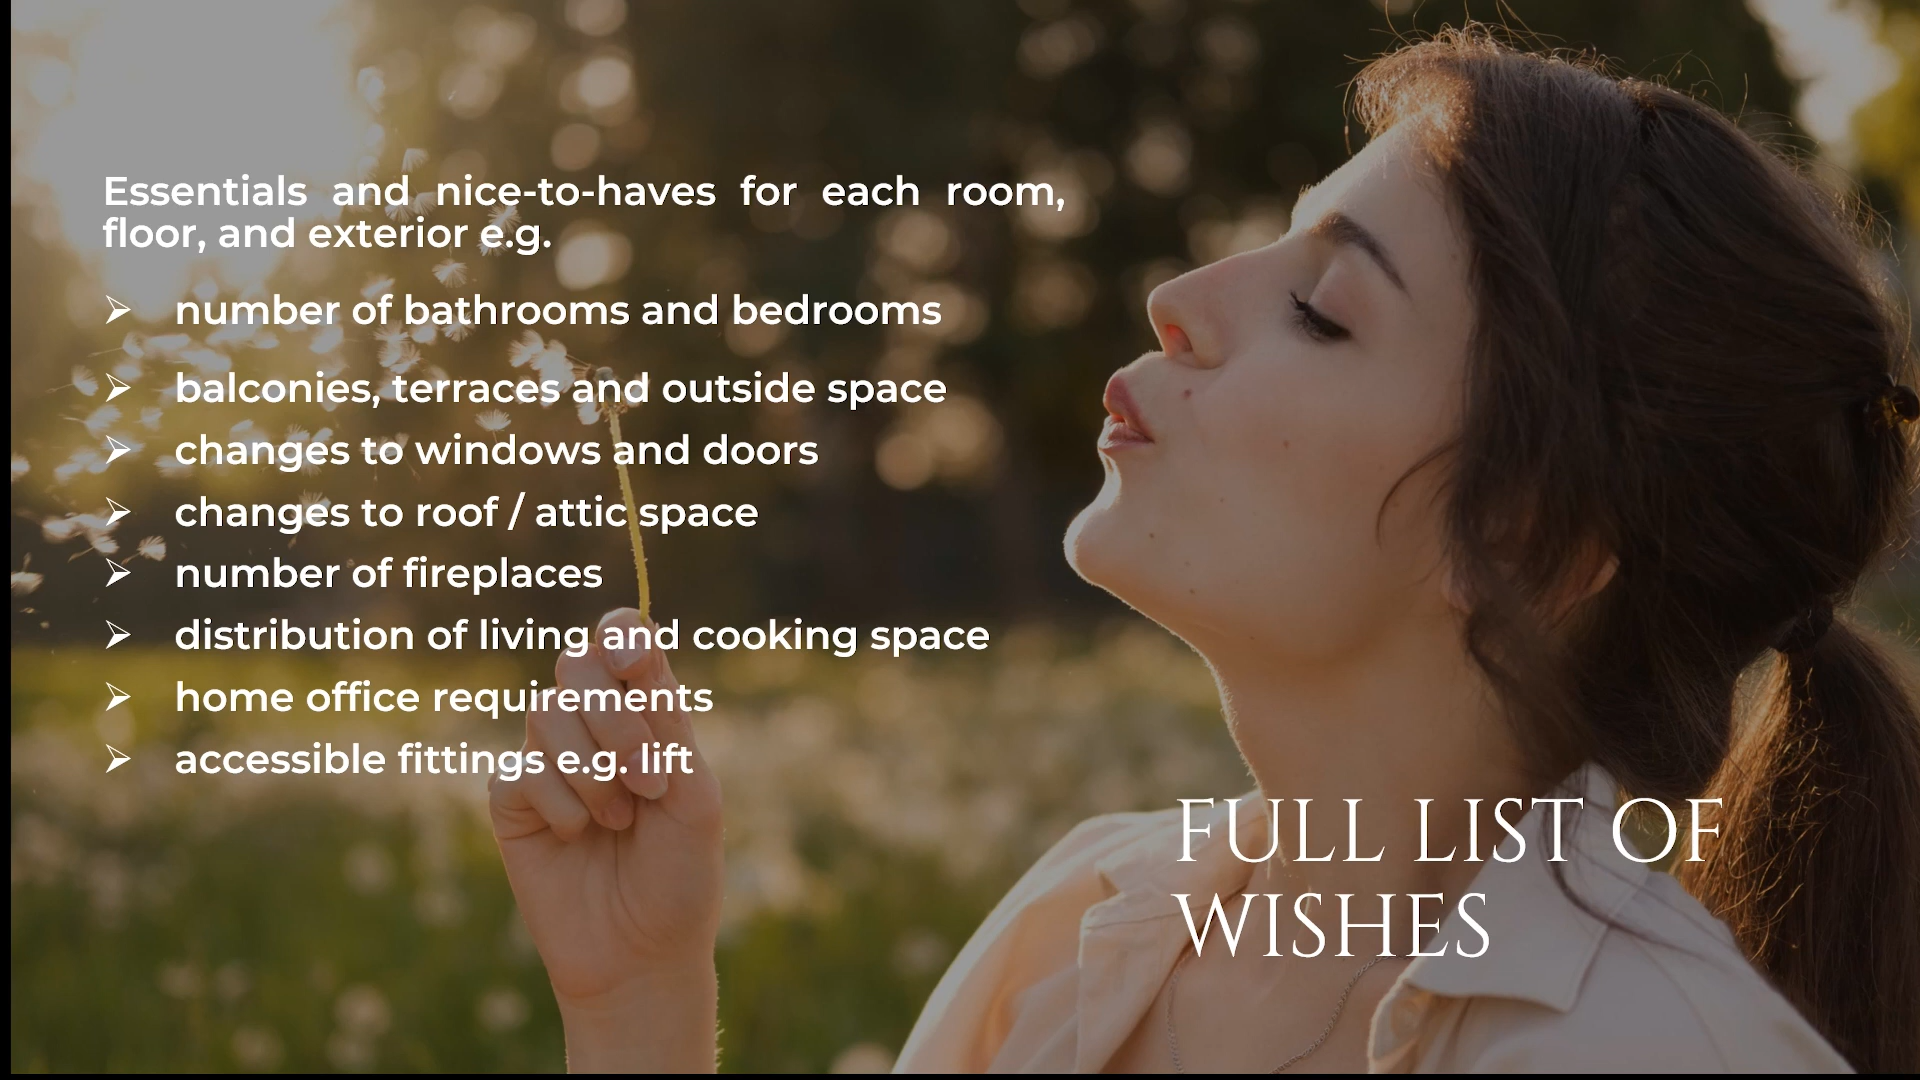 Essentials and nice-to-haves for each room,
floor, and exterior e.g.
➢ number of bathrooms and bedrooms
➢ balconies, terraces and outside space
➢ changes to windows and doors
➢ changes to roof / attic space
➢ number of fireplaces
➢ distribution of living and cooking space
➢ home office requirements
➢ accessible fittings e.g. lift
FULL LIST OF
WISHES